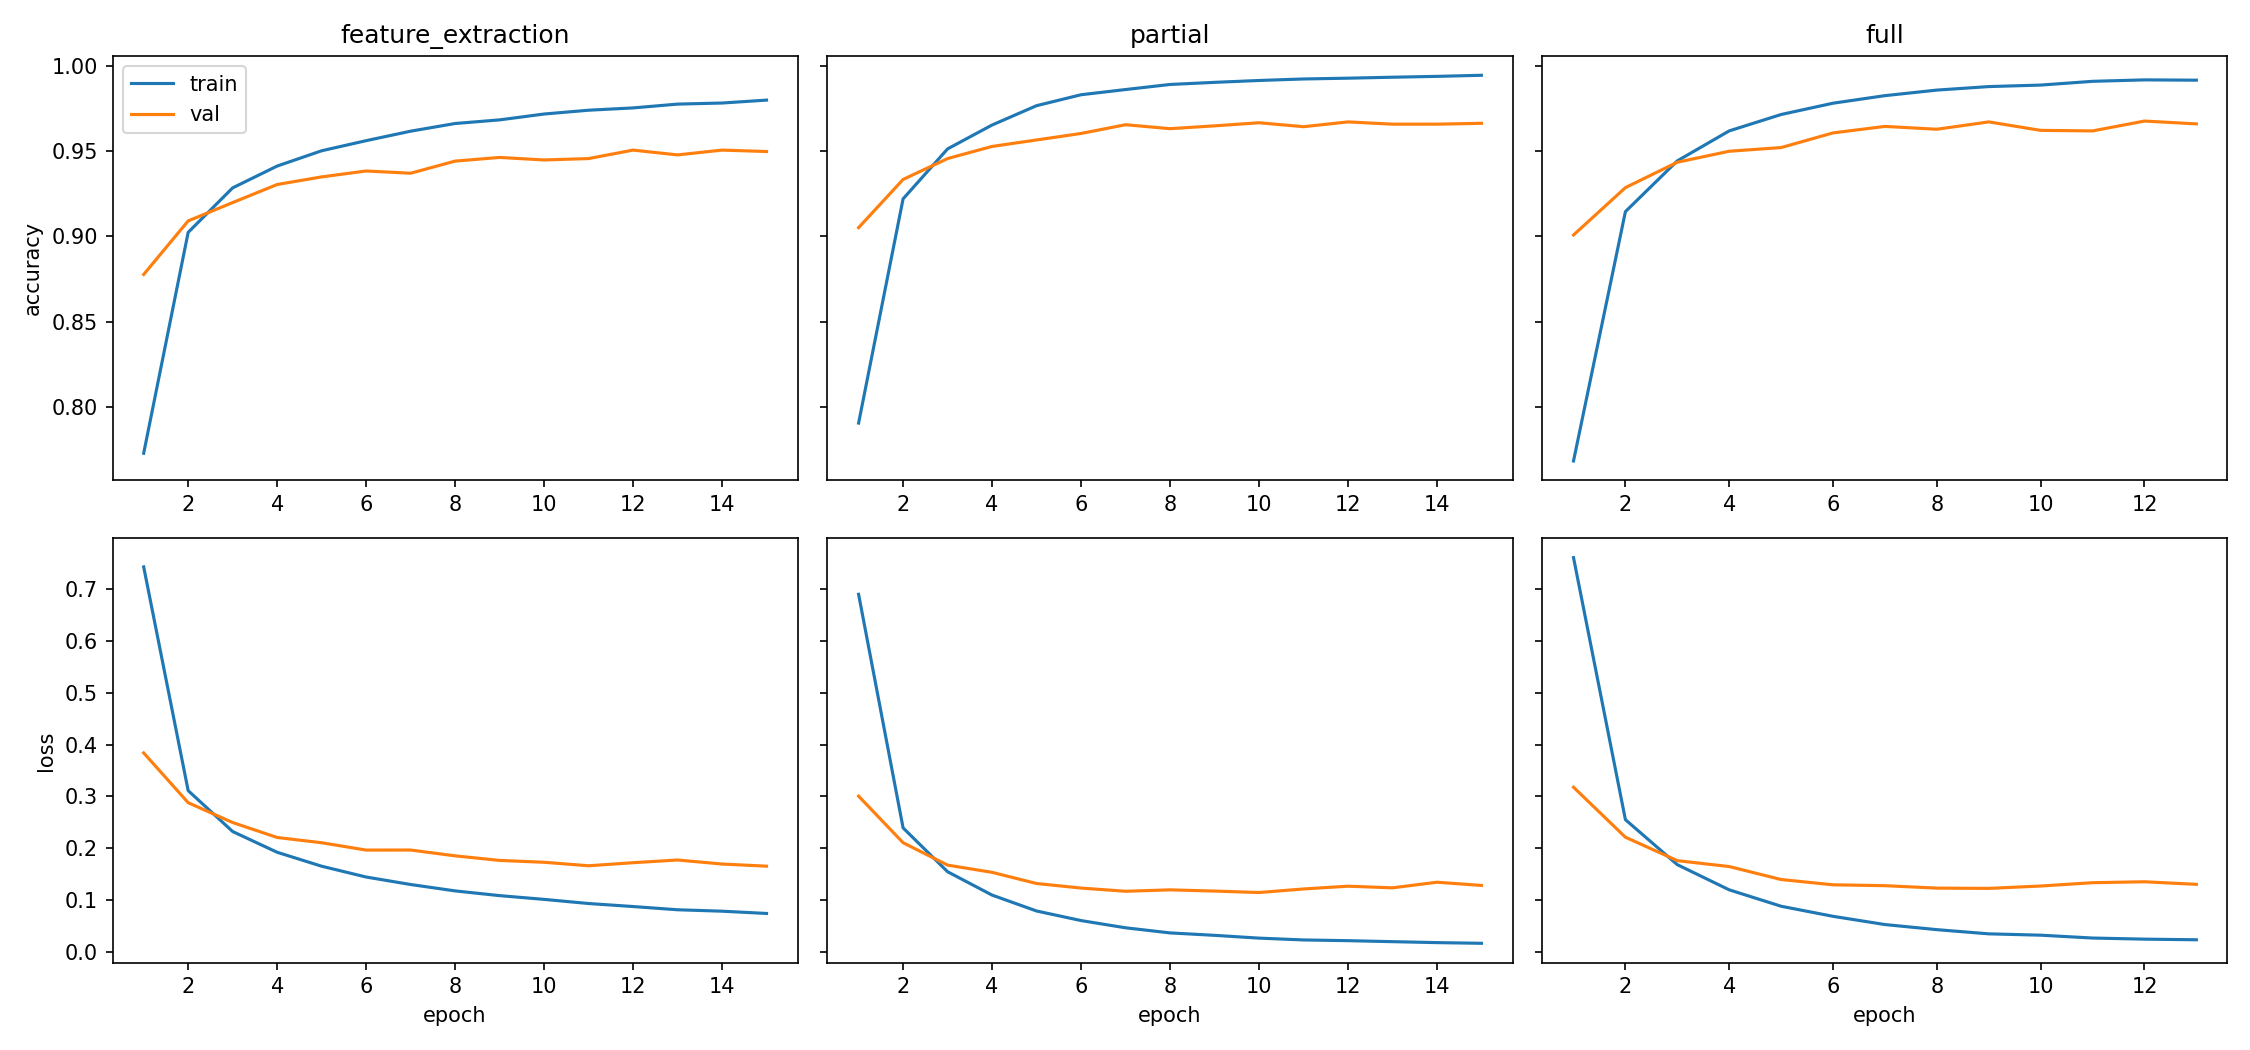 feature_extraction
partial
full
train
val
accuracy
1.00
0.95
0.90
0.85
0.80
2 4 6 8 10 12 14
2 4 6 8 10 12 14
2 4 6 8 10 12
loss
0.7
0.6
0.5
0.4
0.3
0.2
0.1
0.0
2 4 6 8 10 12 14
2 4 6 8 10 12 14
2 4 6 8 10 12
epoch
epoch
epoch